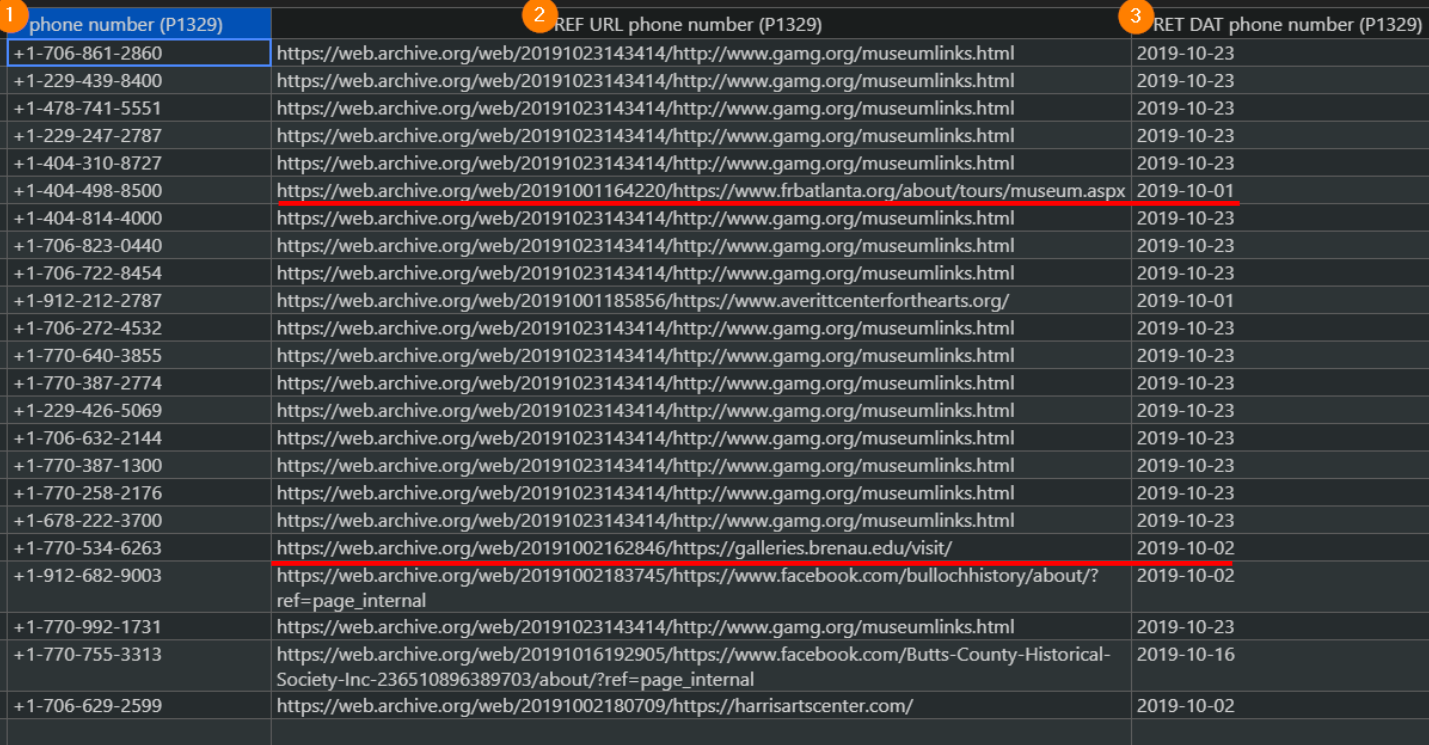 1 phone number (P1329) 2 REF URL phone number (P1329) 3 RET DAT phone number (P1329)
+1-706-861-2860 https://web.archive.org/web/20191023143414/http://www.gamg.org/museumlinks.html 2019-10-23
+1-229-439-8400 https://web.archive.org/web/20191023143414/http://www.gamg.org/museumlinks.html 2019-10-23
+1-478-741-5551 https://web.archive.org/web/20191023143414/http://www.gamg.org/museumlinks.html 2019-10-23
+1-229-247-2787 https://web.archive.org/web/20191023143414/http://www.gamg.org/museumlinks.html 2019-10-23
+1-404-310-8727 https://web.archive.org/web/20191023143414/http://www.gamg.org/museumlinks.html 2019-10-23
+1-404-498-8500 https://web.archive.org/web/20191001164220/https://www.frbatlanta.org/about/tours/museum.aspx 2019-10-01
+1-404-814-4000 https://web.archive.org/web/20191023143414/http://www.gamg.org/museumlinks.html 2019-10-23
+1-706-823-0440 https://web.archive.org/web/20191023143414/http://www.gamg.org/museumlinks.html 2019-10-23
+1-706-722-8454 https://web.archive.org/web/20191023143414/http://www.gamg.org/museumlinks.html 2019-10-23
+1-912-212-2787 https://web.archive.org/web/20191001185856/https://www.averittcenterforthearts.org/ 2019-10-01
+1-706-272-4532 https://web.archive.org/web/20191023143414/http://www.gamg.org/museumlinks.html 2019-10-23
+1-770-640-3855 https://web.archive.org/web/20191023143414/http://www.gamg.org/museumlinks.html 2019-10-23
+1-770-387-2774 https://web.archive.org/web/20191023143414/http://www.gamg.org/museumlinks.html 2019-10-23
+1-229-426-5069 https://web.archive.org/web/20191023143414/http://www.gamg.org/museumlinks.html 2019-10-23
+1-706-632-2144 https://web.archive.org/web/20191023143414/http://www.gamg.org/museumlinks.html 2019-10-23
+1-770-387-1300 https://web.archive.org/web/20191023143414/http://www.gamg.org/museumlinks.html 2019-10-23
+1-770-258-2176 https://web.archive.org/web/20191023143414/http://www.gamg.org/museumlinks.html 2019-10-23
+1-678-222-3700 https://web.archive.org/web/20191023143414/http://www.gamg.org/museumlinks.html 2019-10-23
+1-770-534-6263 https://web.archive.org/web/20191002162846/https://galleries.brenau.edu/visit/ 2019-10-02
+1-912-682-9003 https://web.archive.org/web/20191002183745/https://www.facebook.com/bullochhistory/about/? 2019-10-02
ref=page_internal
+1-770-992-1731 https://web.archive.org/web/20191023143414/http://www.gamg.org/museumlinks.html 2019-10-23
+1-770-755-3313 https://web.archive.org/web/20191016192905/https://www.facebook.com/Butts-County-Historical- 2019-10-16
Society-Inc-236510896389703/about/?ref=page_internal
+1-706-629-2599 https://web.archive.org/web/20191002180709/https://harrisartscenter.com/ 2019-10-02